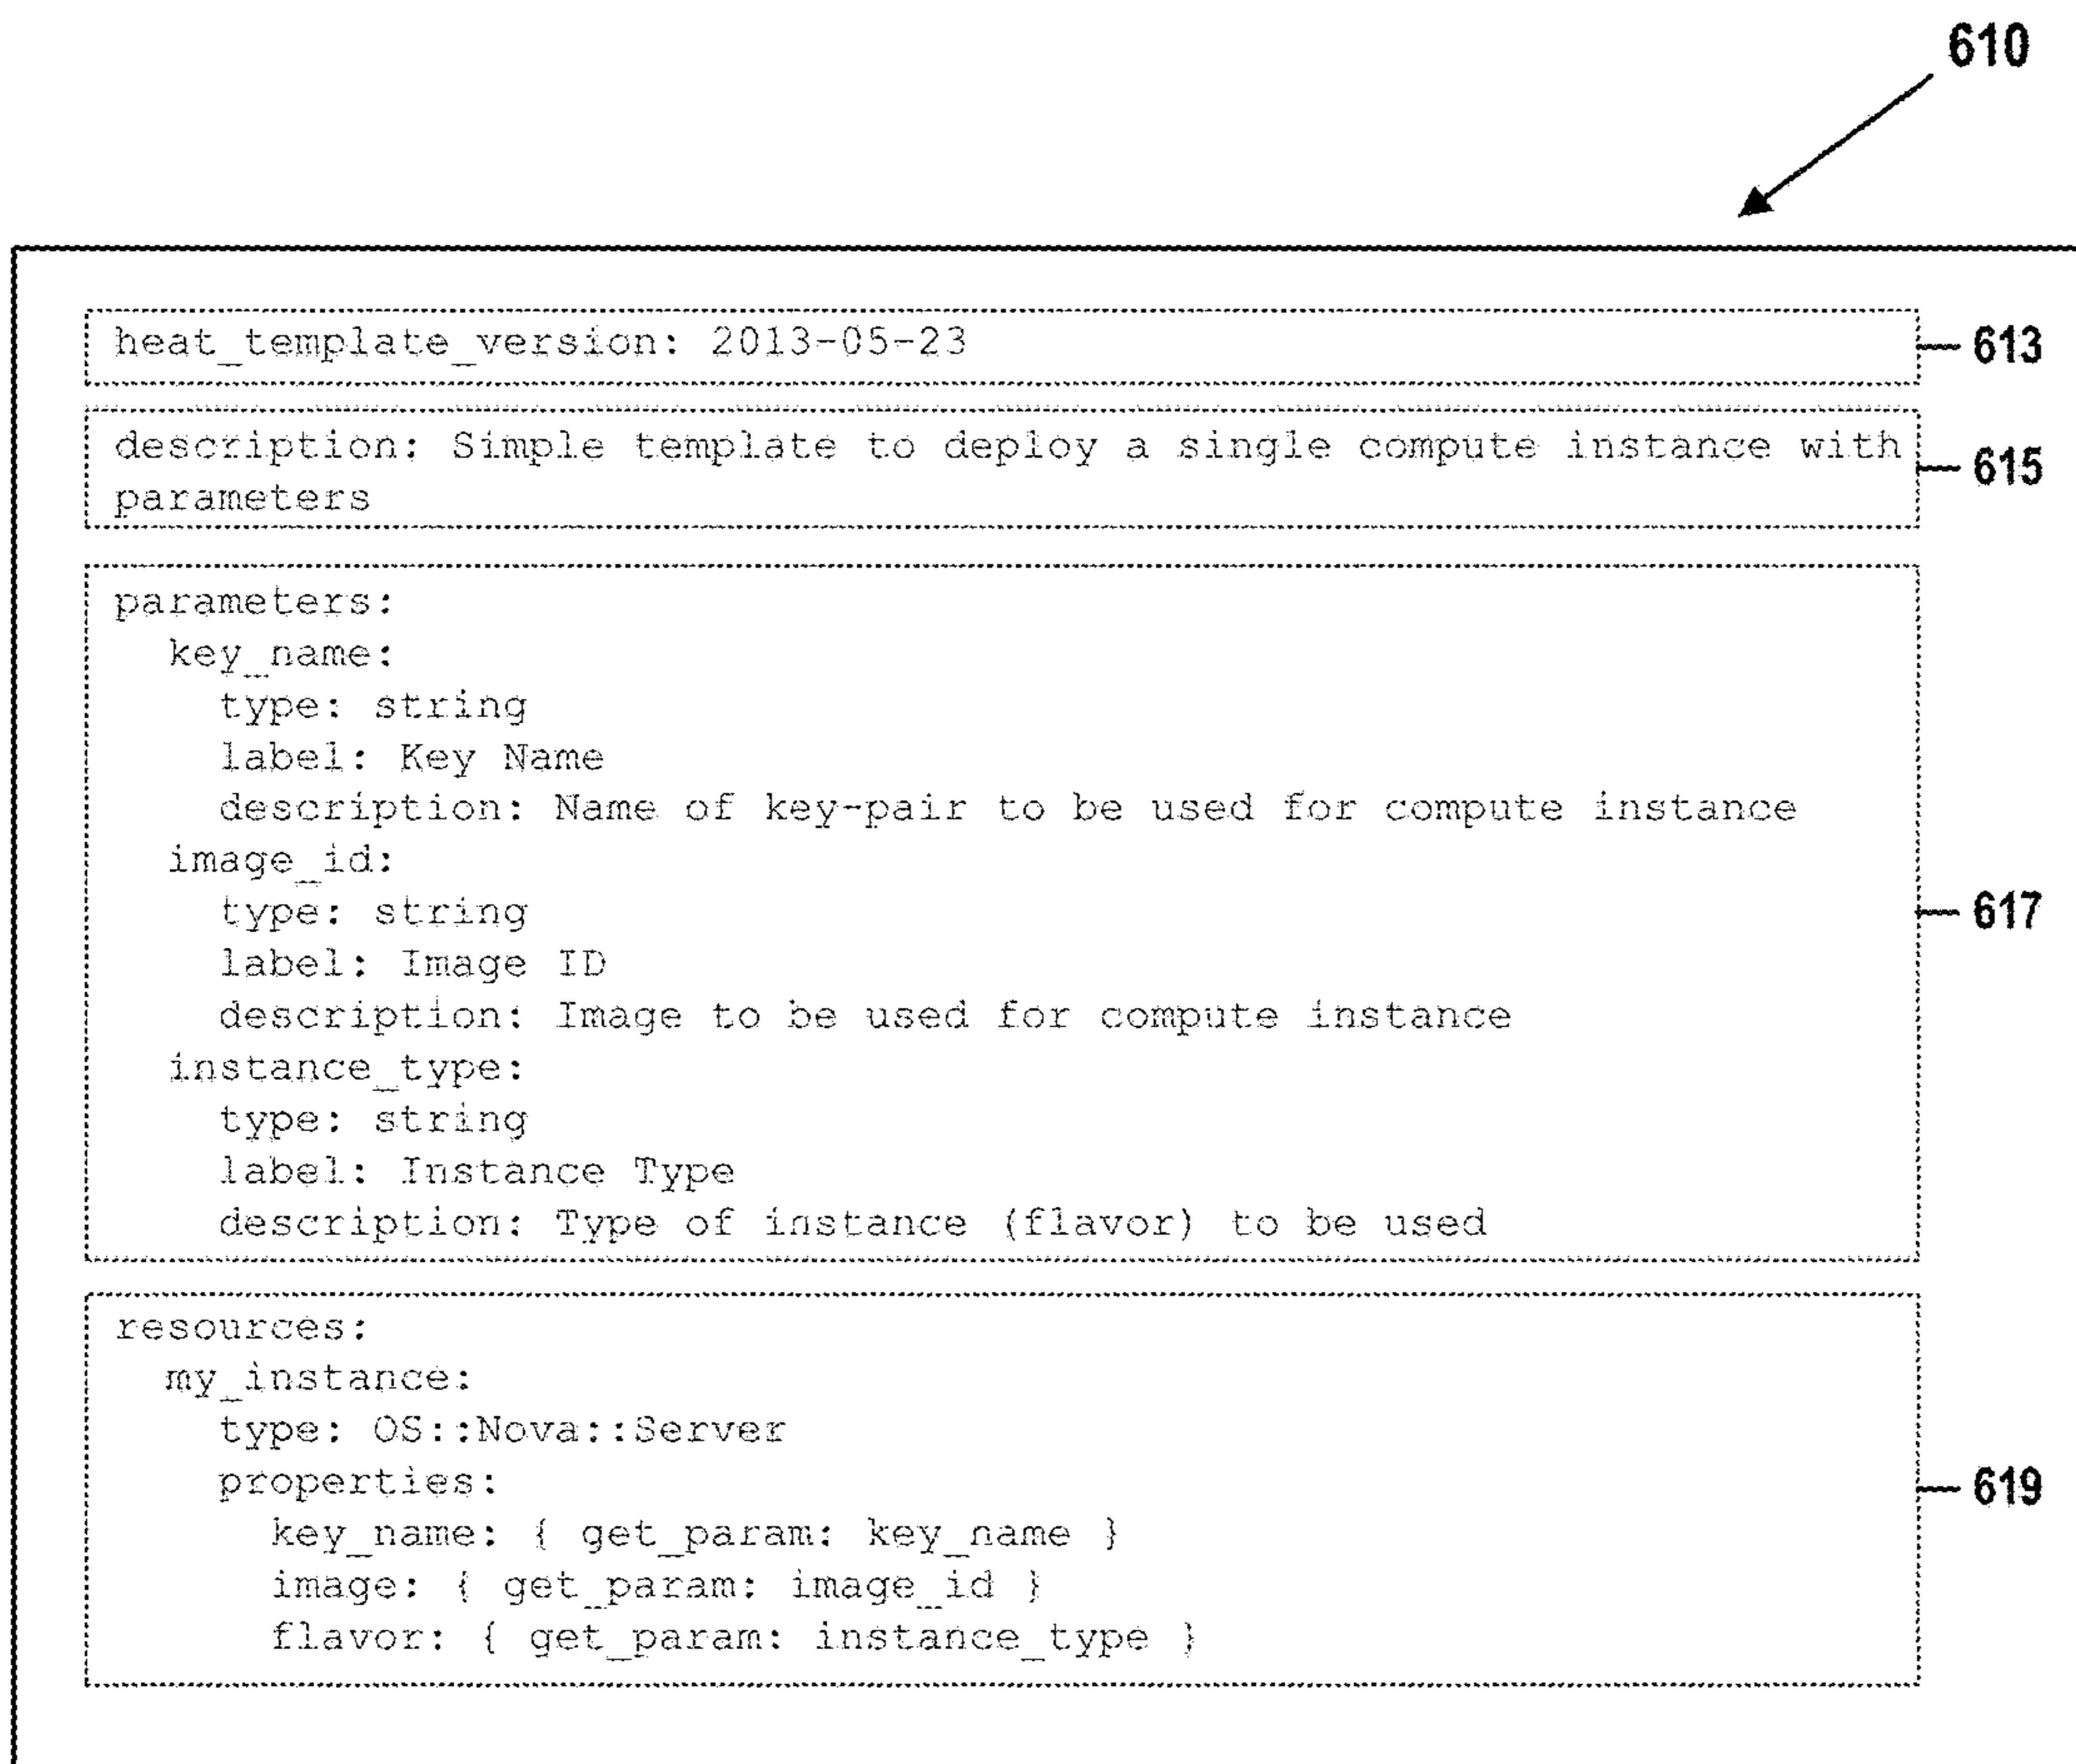 610
heat_template_version: 2013-05-23
613
description: Simple template to deploy a single compute instance with
parameters
615
parameters:
key_name:
type: string
label: Key Name
description: Name of key-pair to be used for compute instance
image_id:
type: string
label: Image ID
description: Image to be used for compute instance
instance_type:
type: string
label: Instance Type
description: Type of instance (flavor) to be used
617
resources:
my_instance:
type: OS::Nova::Server
properties:
key_name: { get_param: key_name }
image: { get_param: image_id }
flavor: { get_param: instance_type }
619